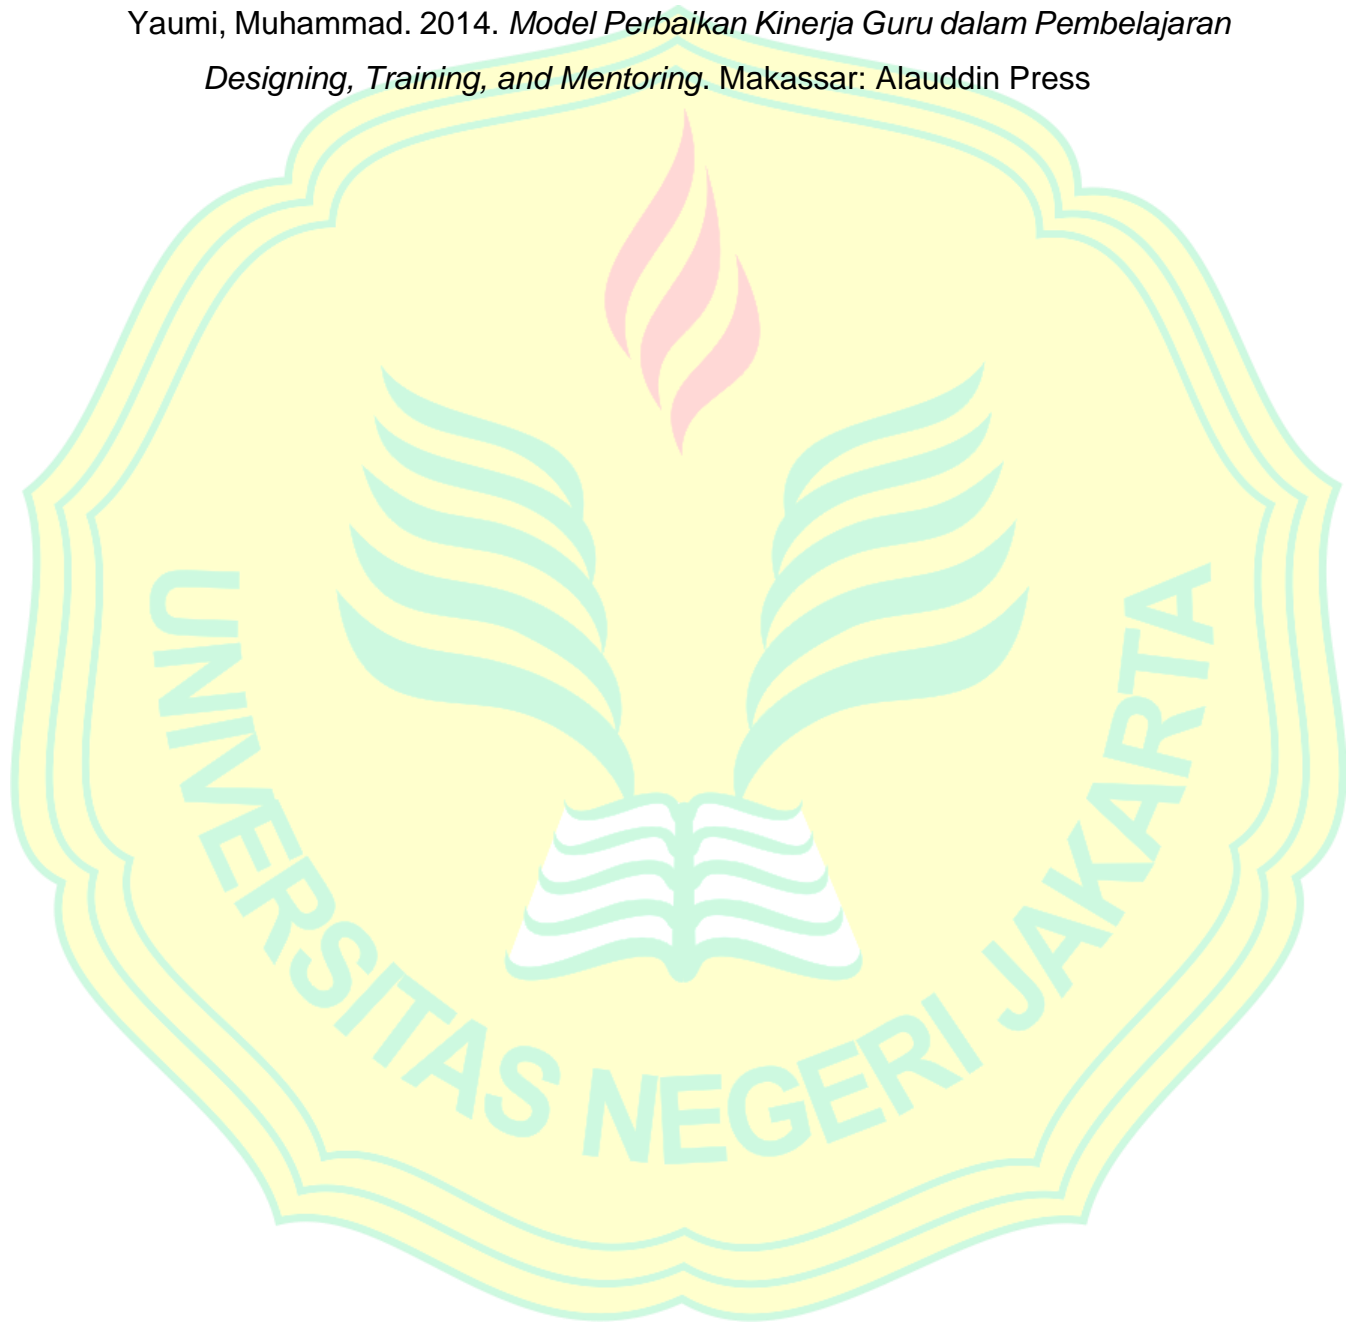 Yaumi, Muhammad. 2014. Model Perbaikan Kinerja Guru dalam Pembelajaran
Designing, Training, and Mentoring. Makassar: Alauddin Press
UNIVERSITAS NEGERI JAKARTA